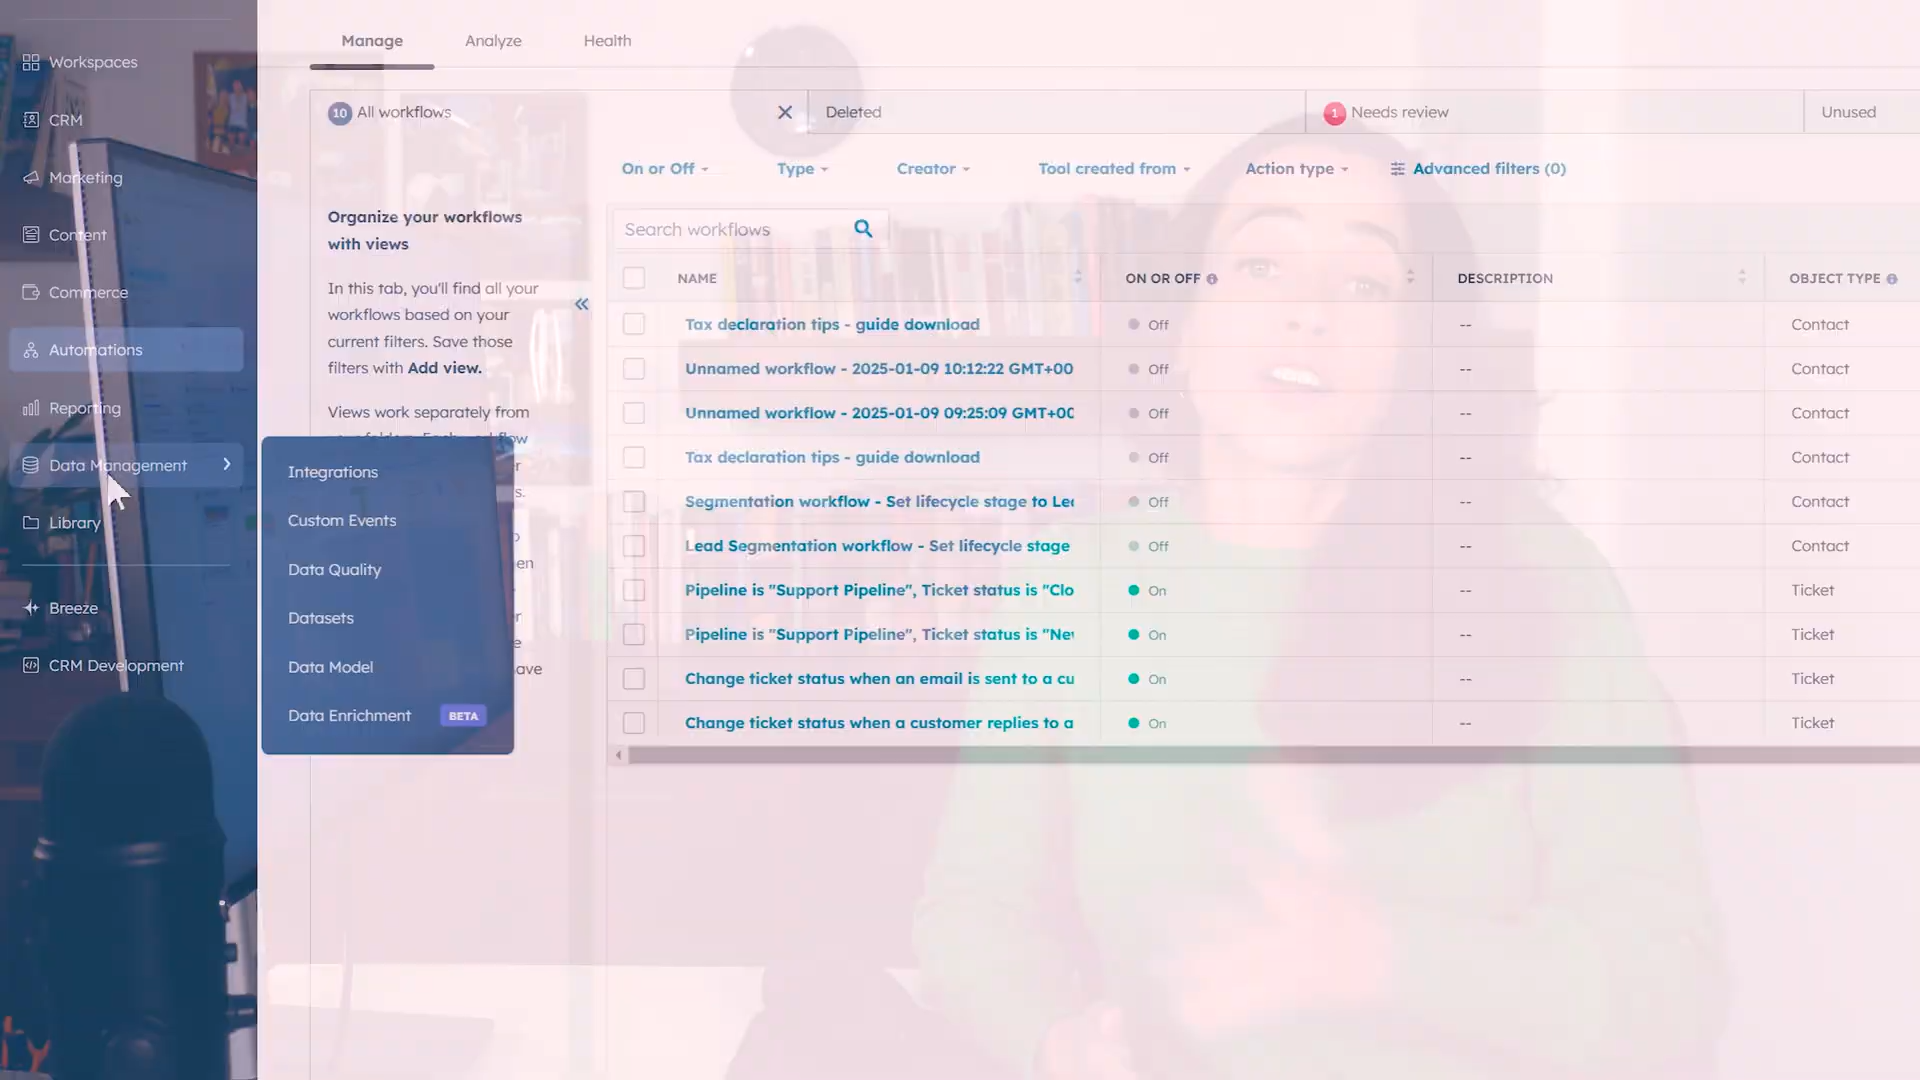 Workspaces
CRM
Marketing
Content
Commerce
Automations
Reporting
Data Management
Library
Breeze
CRM Development
Integrations
Custom Events
Data Quality
Datasets
Data Model
Data Enrichment BETA
Manage Analyze Health
10 All workflows
Deleted
1 Needs review
Unused
On or Off Type Creator Tool created from Action type Advanced filters (0)
Organize your workflows
with views
In this tab, you'll find all your
workflows based on your
current filters. Save those
filters with Add view.
Views work separately from
Search workflows
NAME ON OR OFF DESCRIPTION OBJECT TYPE
Tax declaration tips - guide download Off -- Contact
Unnamed workflow - 2025-01-09 10:12:22 GMT+00 Off -- Contact
Unnamed workflow - 2025-01-09 09:25:09 GMT+00 Off -- Contact
Tax declaration tips - guide download Off -- Contact
Segmentation workflow - Set lifecycle stage to Lea Off -- Contact
Lead Segmentation workflow - Set lifecycle stage Off -- Contact
Pipeline is "Support Pipeline", Ticket status is "Clo On -- Ticket
Pipeline is "Support Pipeline", Ticket status is "New On -- Ticket
Change ticket status when an email is sent to a cu On -- Ticket
Change ticket status when a customer replies to a On -- Ticket